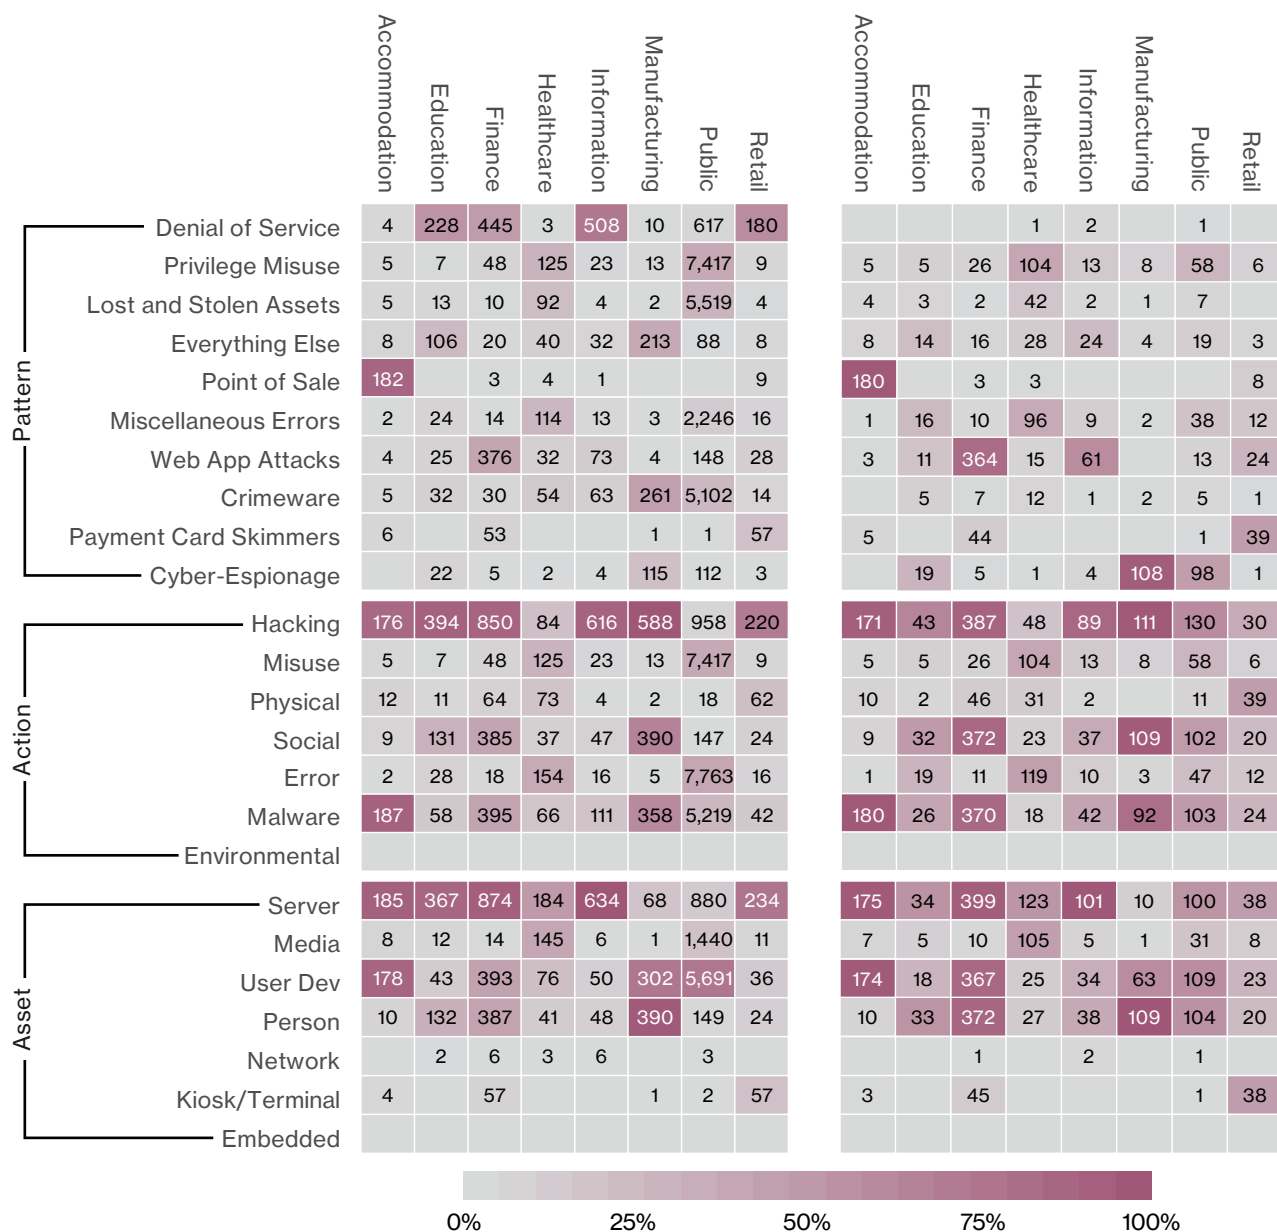 Accommodation Education Finance Healthcare Information Manufacturing Public Retail Accommodation Education Finance Healthcare Information Manufacturing Public Retail
Pattern
Denial of Service 4 228 445 3 508 10 617 180 1 2 1
Privilege Misuse 5 7 48 125 23 13 7,417 9 5 5 26 104 13 8 58 6
Lost and Stolen Assets 5 13 10 92 4 2 5,519 4 4 3 2 42 2 1 7
Everything Else 8 106 20 40 32 213 88 8 8 14 16 28 24 4 19 3
Point of Sale 182 3 4 1 9 180 3 3 8
Miscellaneous Errors 2 24 14 114 13 3 2,246 16 1 16 10 96 9 2 38 12
Web App Attacks 4 25 376 32 73 4 148 28 3 11 364 15 61 13 24
Crimeware 5 32 30 54 63 261 5,102 14 5 7 12 1 2 5 1
Payment Card Skimmers 6 53 1 1 57 5 44 1 39
Cyber-Espionage 22 5 2 4 115 112 3 19 5 1 4 108 98 1
Action
Hacking 176 394 850 84 616 588 958 220 171 43 387 48 89 111 130 30
Misuse 5 7 48 125 23 13 7,417 9 5 5 26 104 13 8 58 6
Physical 12 11 64 73 4 2 18 62 10 2 46 31 2 11 39
Social 9 131 385 37 47 390 147 24 9 32 372 23 37 109 102 20
Error 2 28 18 154 16 5 7,763 16 1 19 11 119 10 3 47 12
Malware 187 58 395 66 111 358 5,219 42 180 26 370 18 42 92 103 24
Environmental
Asset
Server 185 367 874 184 634 68 880 234 175 34 399 123 101 10 100 38
Media 8 12 14 145 6 1 1,440 11 7 5 10 105 5 1 31 8
User Dev 178 43 393 76 50 302 5,691 36 174 18 367 25 34 63 109 23
Person 10 132 387 41 48 390 149 24 10 33 372 27 38 109 104 20
Network 2 6 3 6 3 1 2 1
Kiosk/Terminal 4 57 1 2 57 3 45 1 38
Embedded
0% 25% 50% 75% 100%